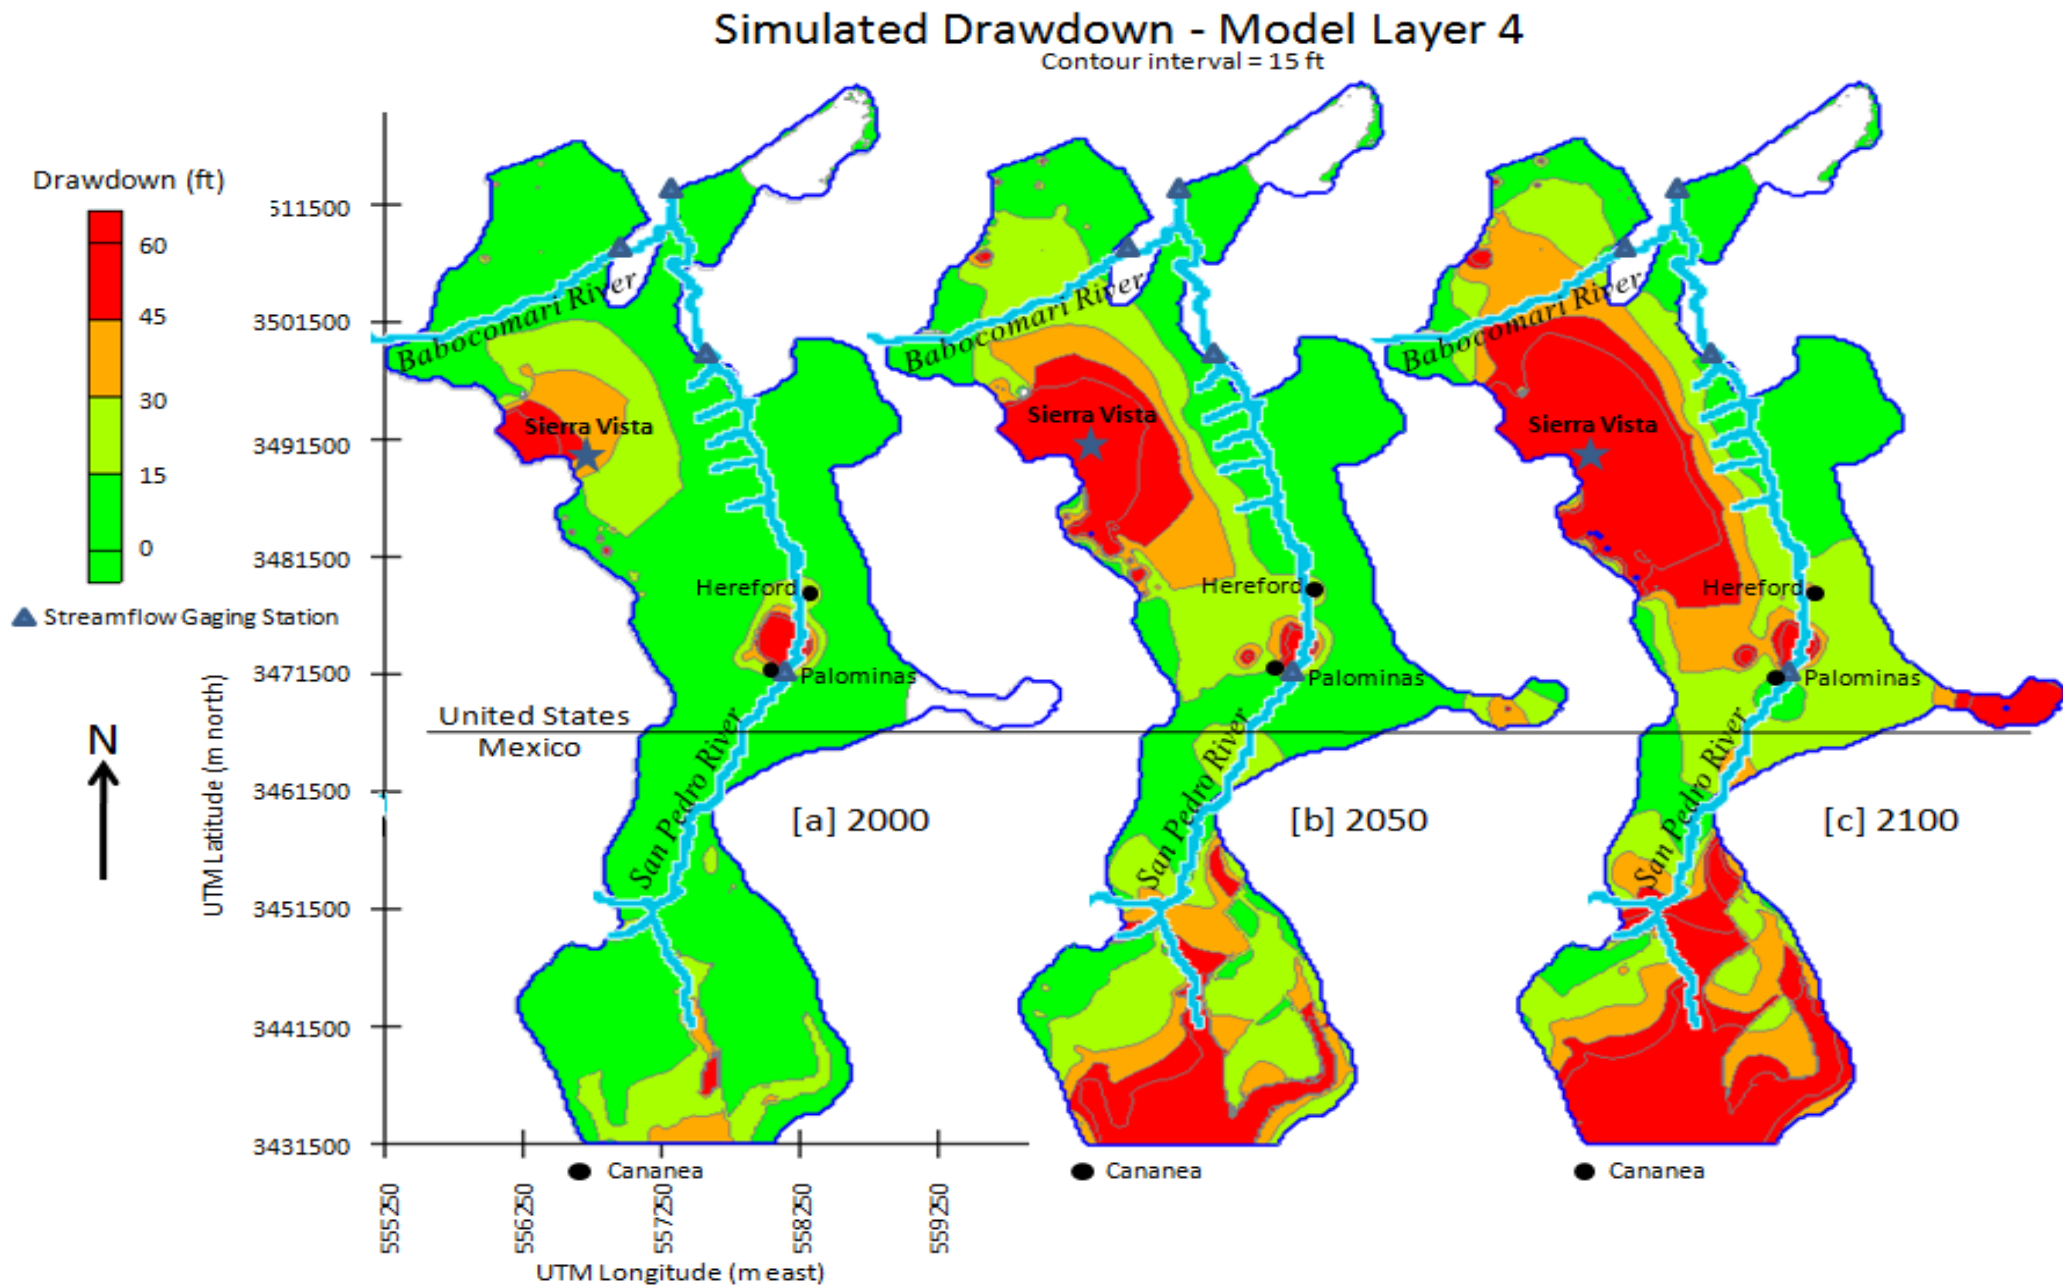 Simulated Drawdown - Model Layer 4
Contour interval = 15 ft
Drawdown (ft)
60
45
30
15
0
Streamflow Gaging Station
N
UTM Latitude (m north)
511500
3501500
3491500
3481500
3471500
3461500
3451500
3441500
3431500
Babocomari River
Sierra Vista
Hereford
Palominas
United States
Mexico
San Pedro River
[a] 2000
Cananea
Babocomari River
Sierra Vista
Hereford
Palominas
San Pedro River
[b] 2050
Cananea
Babocomari River
Sierra Vista
Hereford
Palominas
San Pedro River
[c] 2100
Cananea
555250
556250
557250
558250
559250
UTM Longitude (m east)